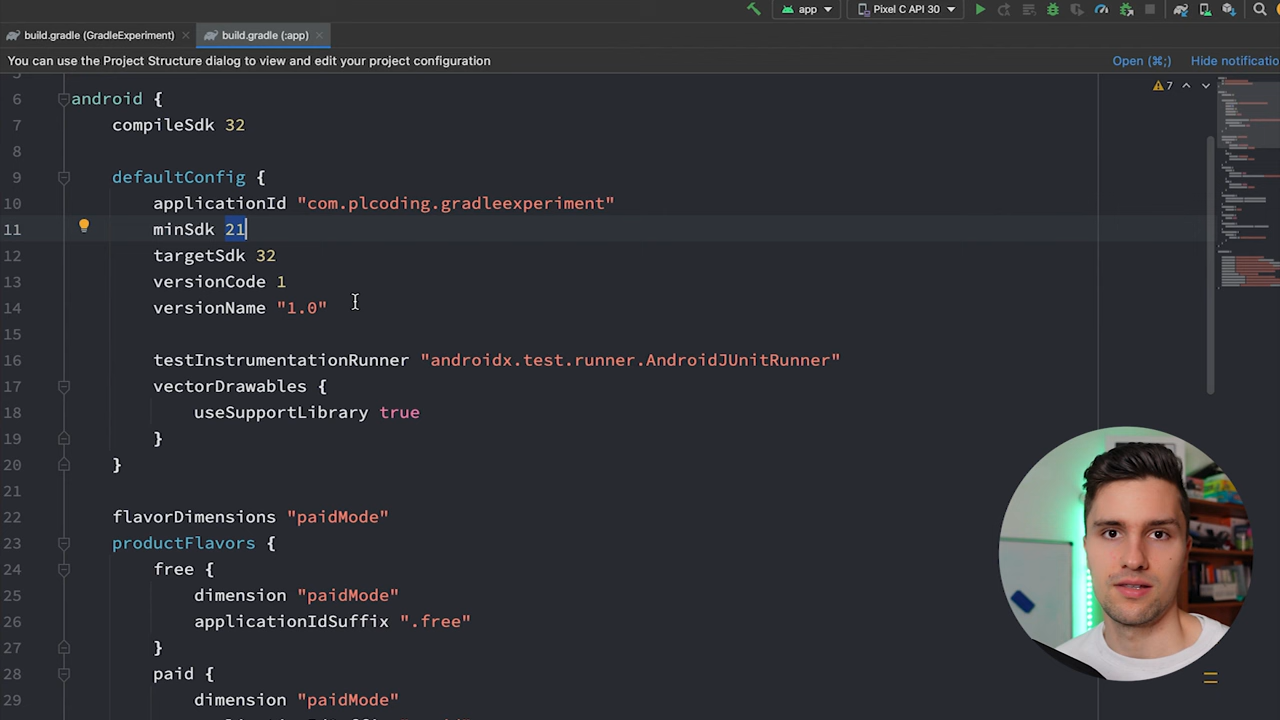 app
Pixel C API 30
build.gradle (GradleExperiment)
build.gradle (:app)
You can use the Project Structure dialog to view and edit your project configuration
Open (⌘;)
Hide notificatio
7
6 android {
7 compileSdk 32
8
9 defaultConfig {
10 applicationId "com.plcoding.gradleexperiment"
11 minSdk 21
12 targetSdk 32
13 versionCode 1
14 versionName "1.0"
15
16 testInstrumentationRunner "androidx.test.runner.AndroidJUnitRunner"
17 vectorDrawables {
18 useSupportLibrary true
19 }
20 }
21
22 flavorDimensions "paidMode"
23 productFlavors {
24 free {
25 dimension "paidMode"
26 applicationIdSuffix ".free"
27 }
28 paid {
29 dimension "paidMode"